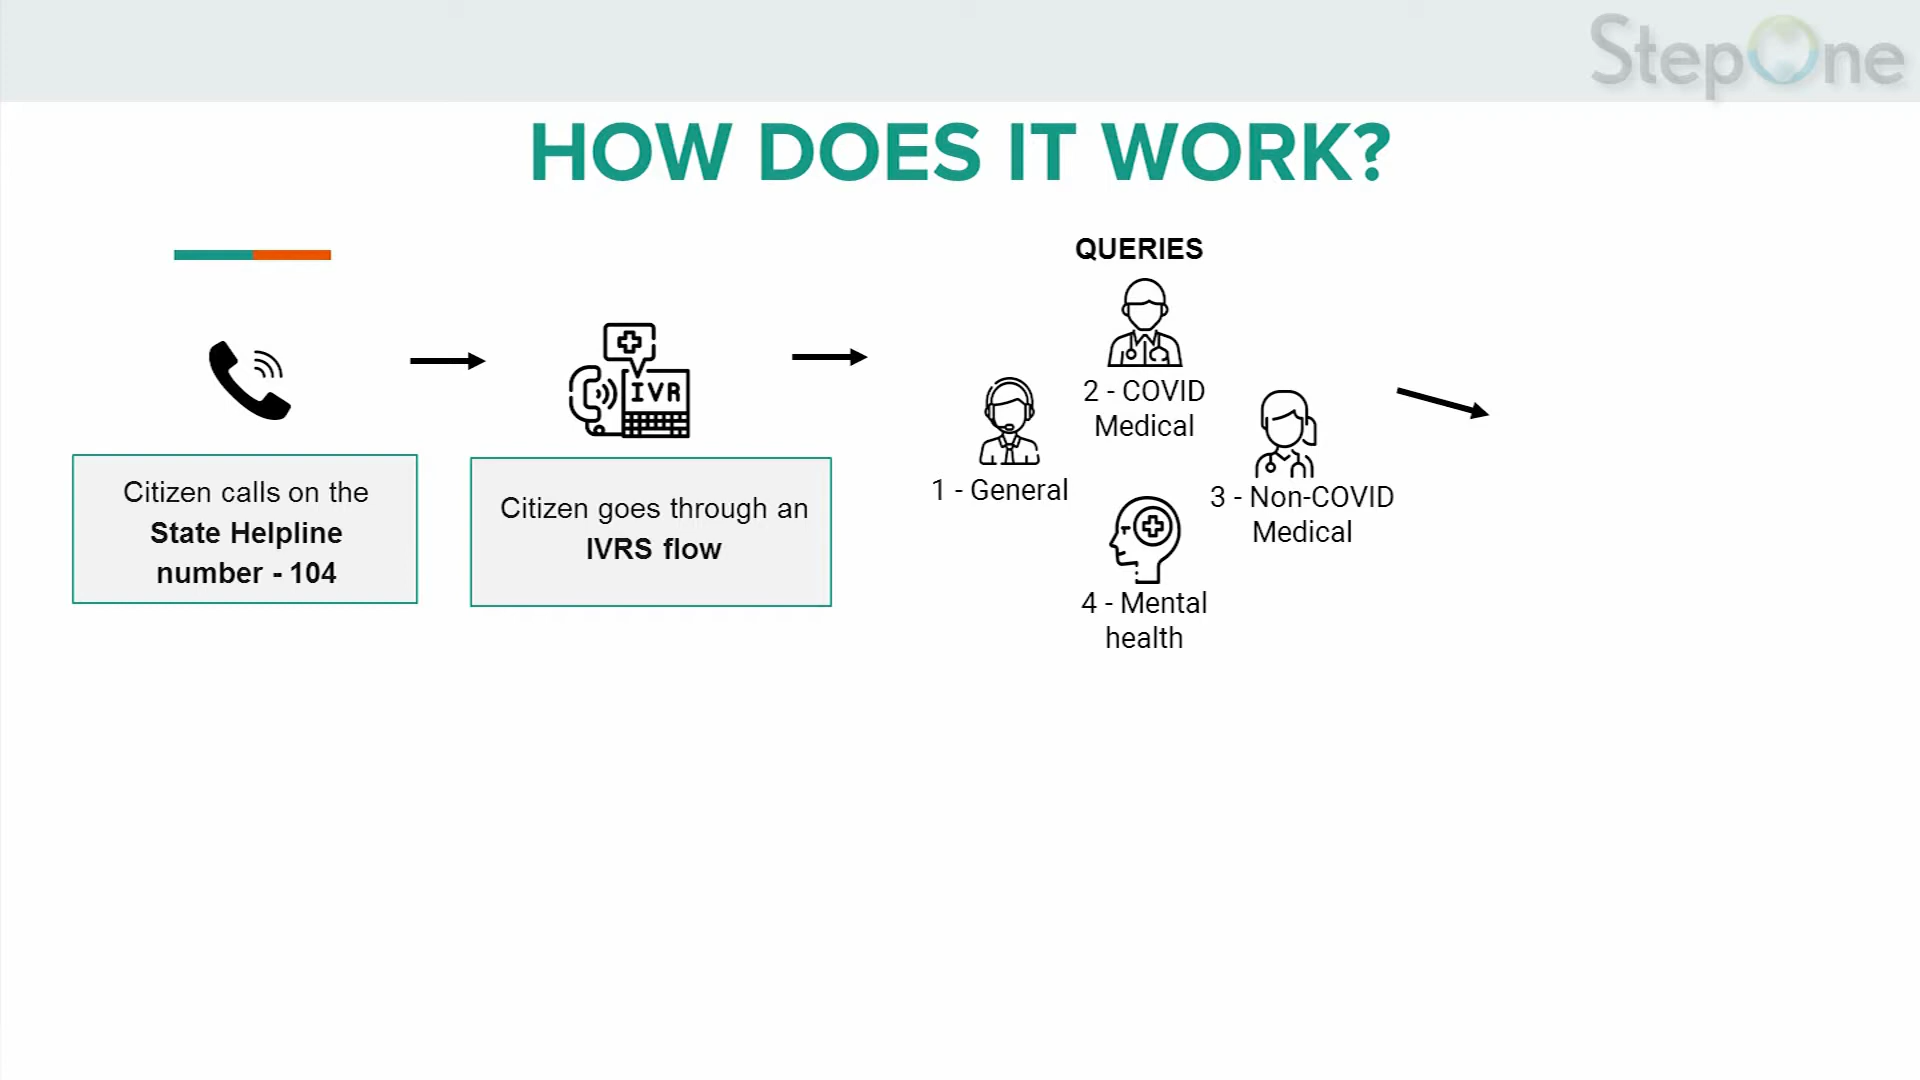 StepOne
HOW DOES IT WORK?
Citizen calls on the
State Helpline
number - 104
IVR
Citizen goes through an
IVRS flow
QUERIES
1 - General
2 - COVID
Medical
3 - Non-COVID
Medical
4 - Mental
health